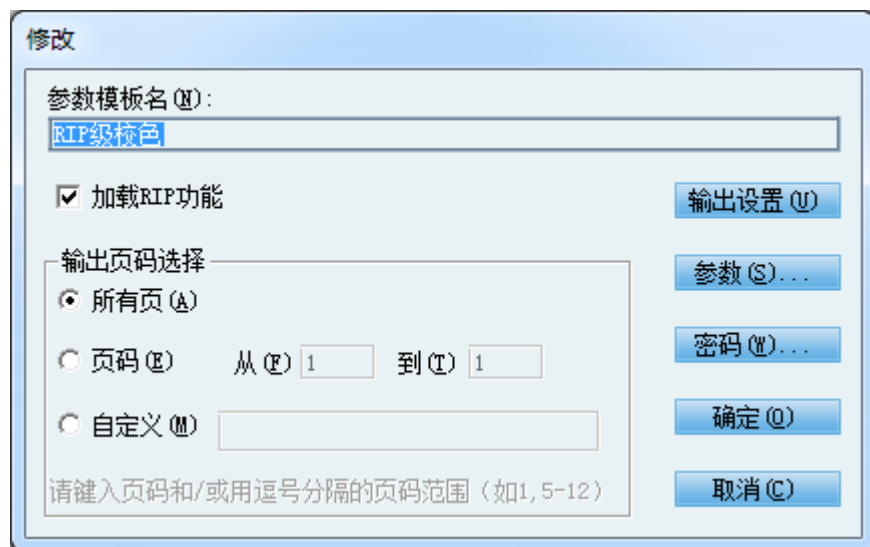 修改
参数模板名(N):
RIP级校色
加载RIP功能
输出设置(U)
输出页码选择
参数(S)...
所有页(A)
密码(W)...
页码(E) 从(F) 1 到(T) 1
确定(O)
自定义(M)
请键入页码和/或用逗号分隔的页码范围(如1,5-12)
取消(C)